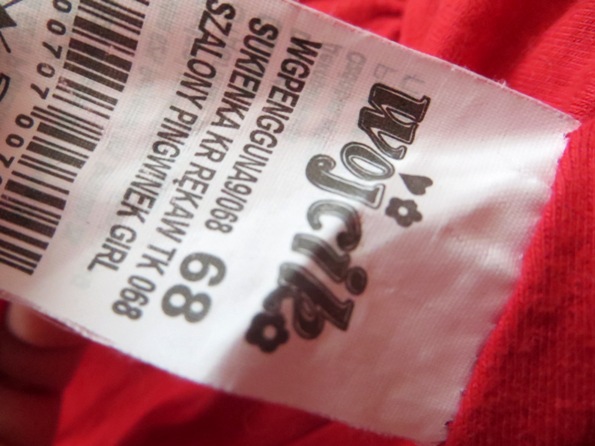 wójcik
WGPENGGUNA9/068
68
SUKIENKA KR RĘKAW TK 068
SZALONY PINGWINEK GIRL